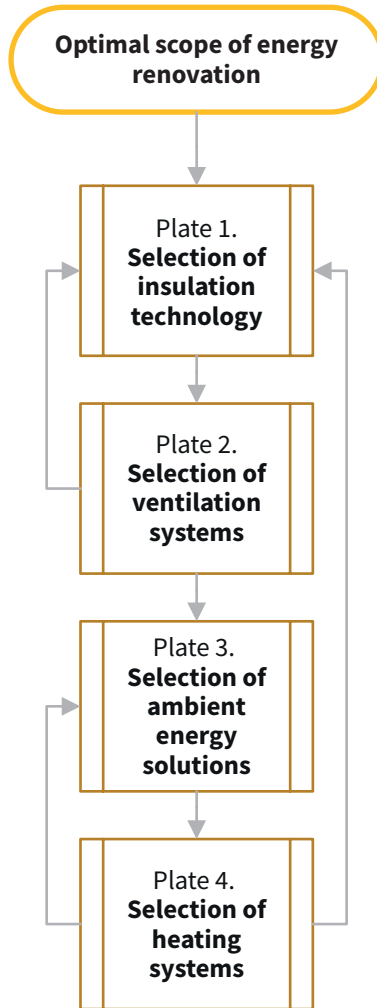 Optimal scope of energy
renovation
Plate 1.
Selection of
insulation
technology
Plate 2.
Selection of
ventilation
systems
Plate 3.
Selection of
ambient
energy
solutions
Plate 4.
Selection of
heating
systems